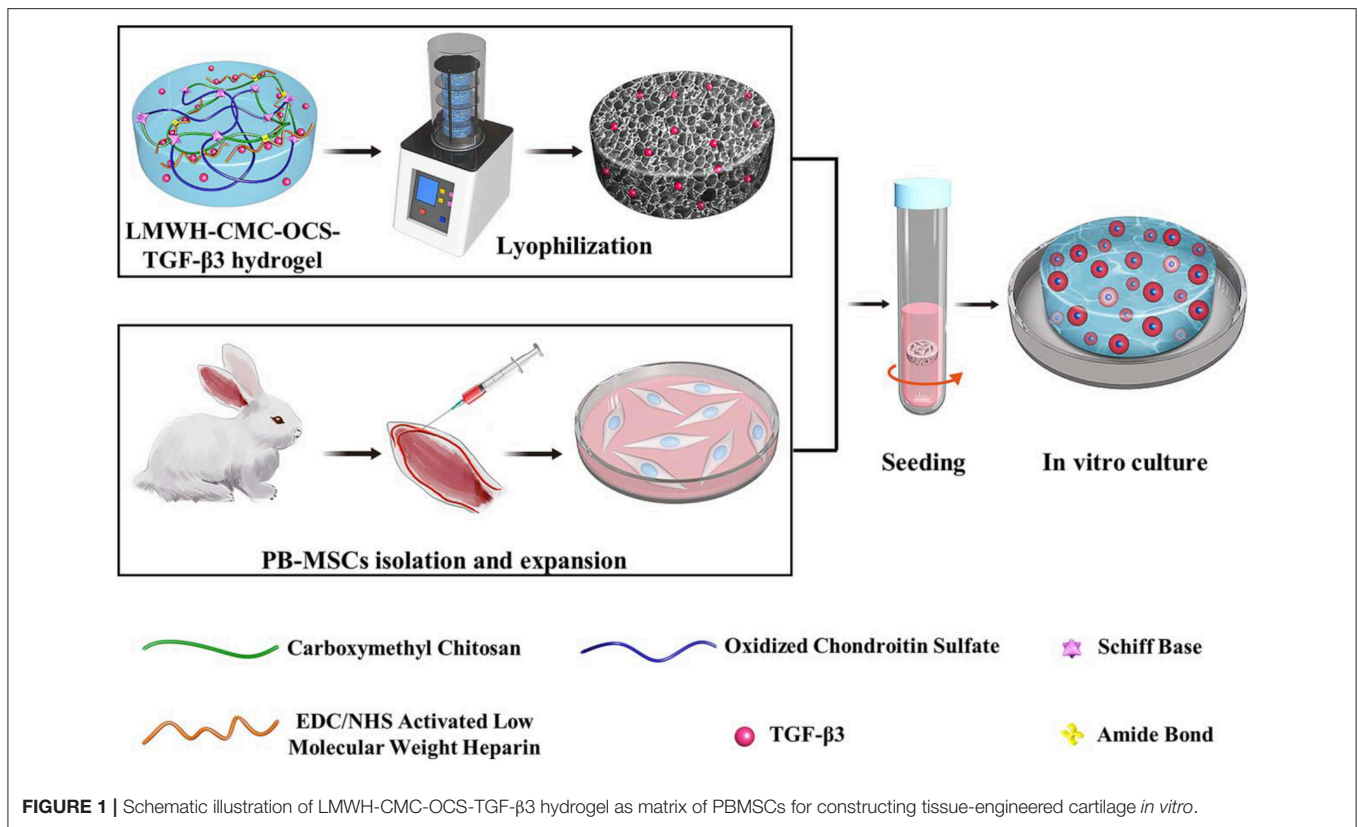 LMWH-CMC-OCS-
TGF-β3 hydrogel
Lyophilization
PB-MSCs isolation and expansion
Seeding
In vitro culture
Carboxymethyl Chitosan
Oxidized Chondroitin Sulfate
Schiff Base
EDC/NHS Activated Low
Molecular Weight Heparin
TGF-β3
Amide Bond
FIGURE 1 | Schematic illustration of LMWH-CMC-OCS-TGF-β3 hydrogel as matrix of PBMSCs for constructing tissue-engineered cartilage in vitro.